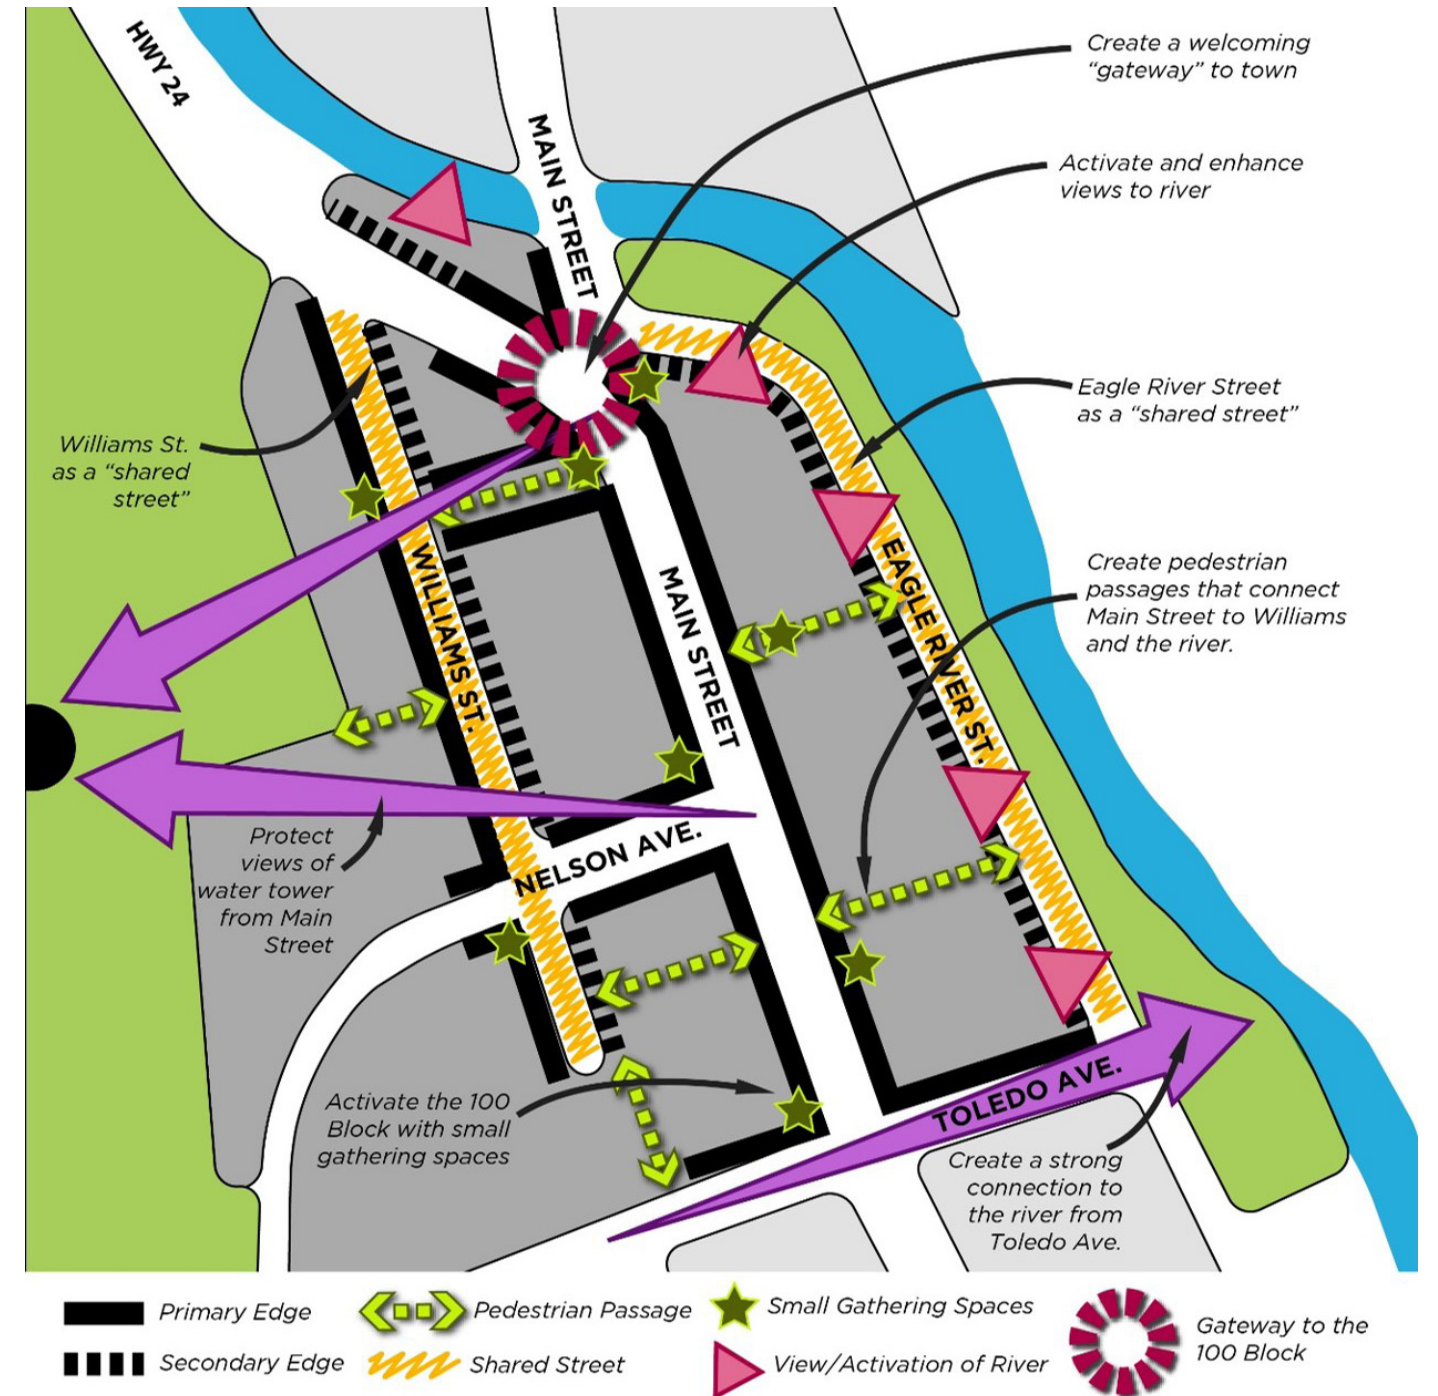 HWY 24
MAIN STREET
Create a welcoming
“gateway” to town
Activate and enhance
views to river
Eagle River Street
as a “shared street”
Williams St.
as a “shared
street”
WILLIAMS ST.
MAIN STREET
EAGLE RIVER ST.
Create pedestrian
passages that connect
Main Street to Williams
and the river.
Protect
views of
water tower
from Main
Street
NELSON AVE.
Activate the 100
Block with small
gathering spaces
TOLEDO AVE.
Create a strong
connection to
the river from
Toledo Ave.
Primary Edge
Pedestrian Passage
Small Gathering Spaces
Gateway to the
100 Block
Secondary Edge
Shared Street
View/Activation of River